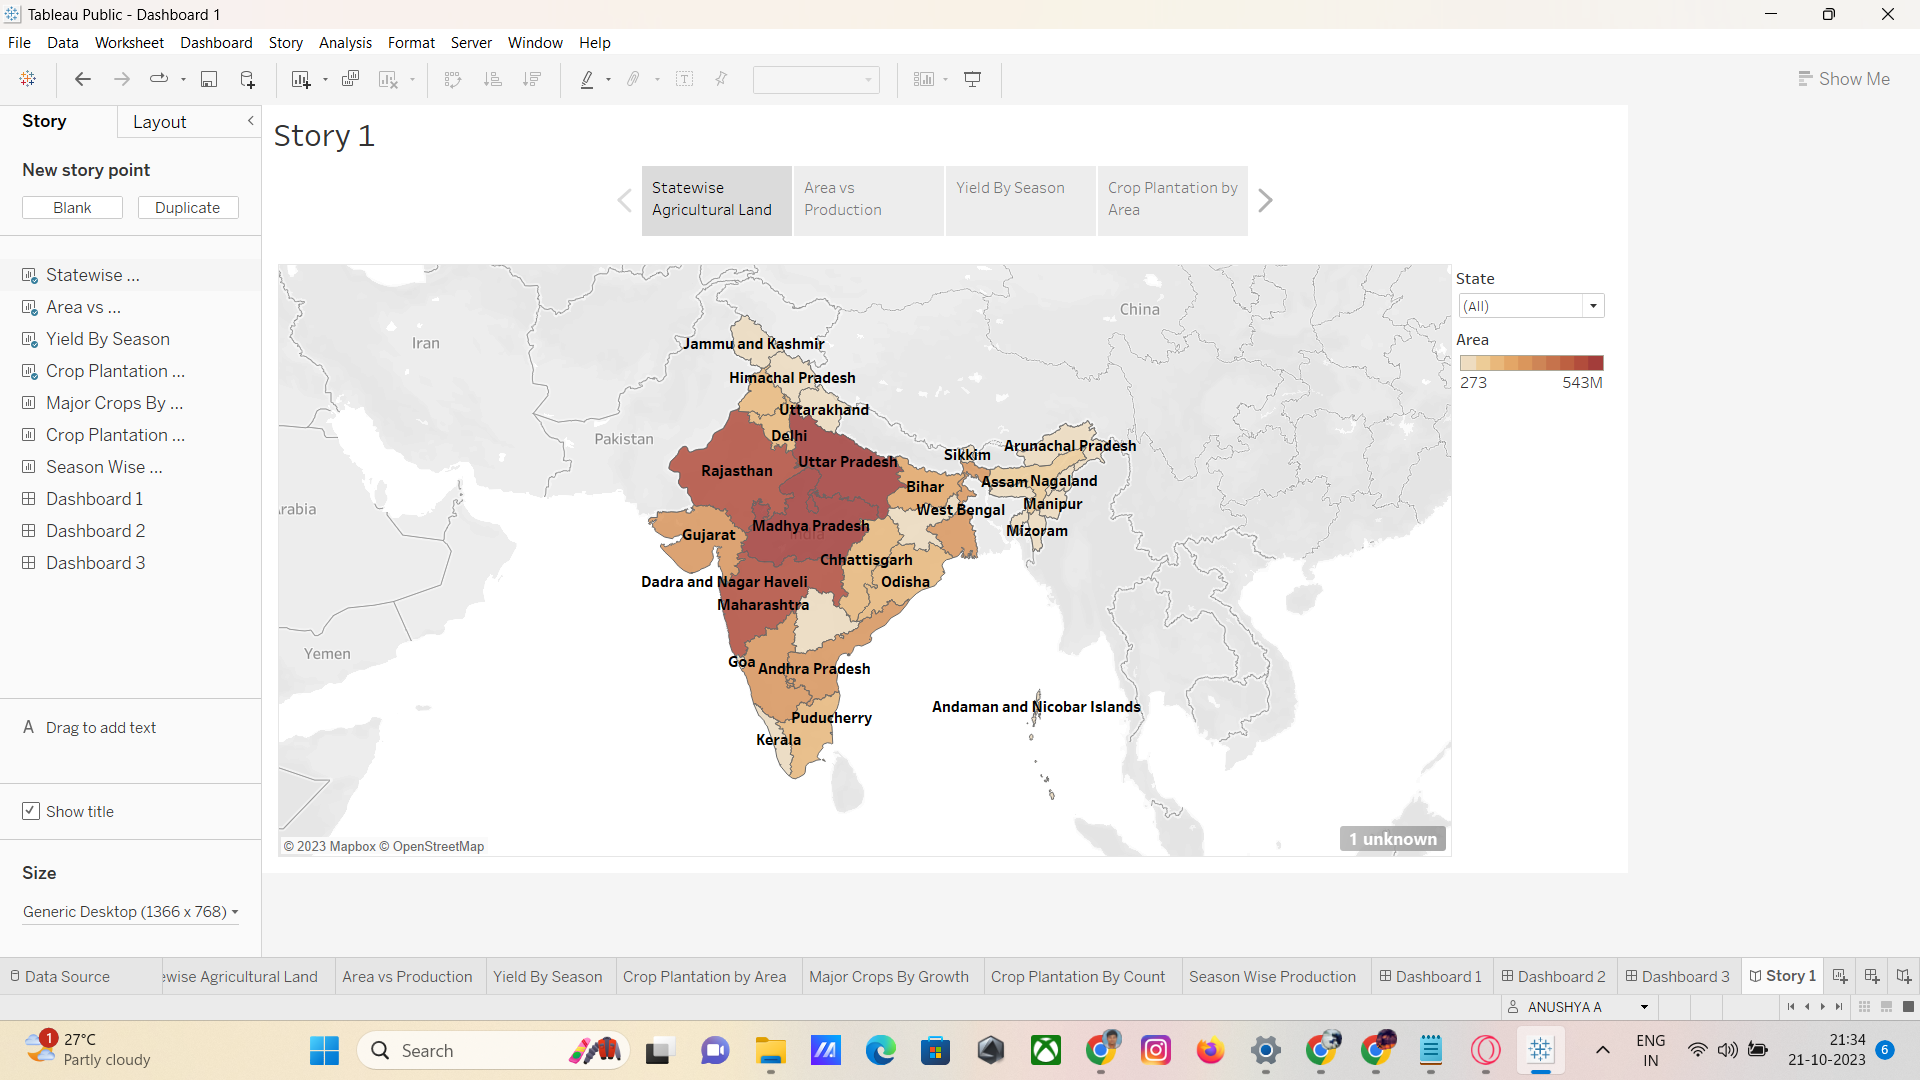 Tableau Public - Dashboard 1
File Data Worksheet Dashboard Story Analysis Format Server Window Help
Show Me
Story Layout
New story point
Blank Duplicate
Statewise ...
Area vs ...
Yield By Season
Crop Plantation ...
Major Crops By ...
Crop Plantation ...
Season Wise ...
Dashboard 1
Dashboard 2
Dashboard 3
A Drag to add text
Show title
Size
Generic Desktop (1366 x 768)
Story 1
Statewise
Agricultural Land
Area vs
Production
Yield By Season
Crop Plantation by
Area
State
(All)
Area
273 543M
China
Iran
Jammu and Kashmir
Himachal Pradesh
Uttarakhand
Pakistan
Delhi
Arunachal Pradesh
Sikkim
Uttar Pradesh
Rajasthan
Assam Nagaland
Bihar
Manipur
West Bengal
rabia
Madhya Pradesh
India
Gujarat
Mizoram
Chhattisgarh
Dadra and Nagar Haveli
Odisha
Maharashtra
Yemen
Goa
Andhra Pradesh
Andaman and Nicobar Islands
Puducherry
Kerala
© 2023 Mapbox © OpenStreetMap
1 unknown
Data Source
ewise Agricultural Land
Area vs Production
Yield By Season
Crop Plantation by Area
Major Crops By Growth
Crop Plantation By Count
Season Wise Production
Dashboard 1
Dashboard 2
Dashboard 3
Story 1
ANUSHYA A
1
27°C
Partly cloudy
Search
ENG
IN
21:34
21-10-2023
6